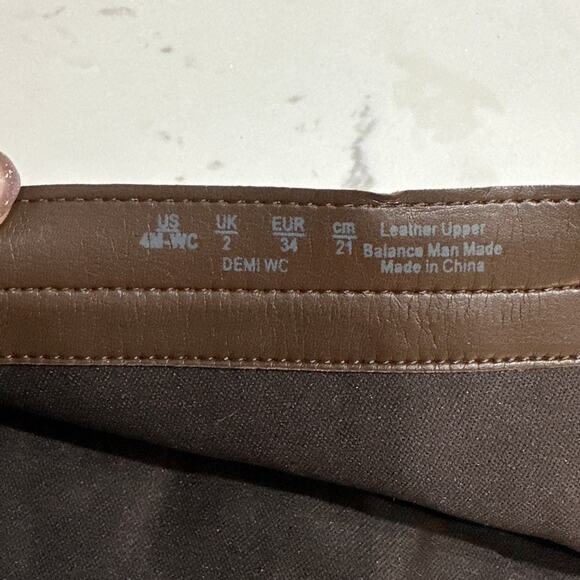 US UK EUR cm Leather Upper
4M-WC 2 34 21 Balance Man Made
DEMI WC Made in China